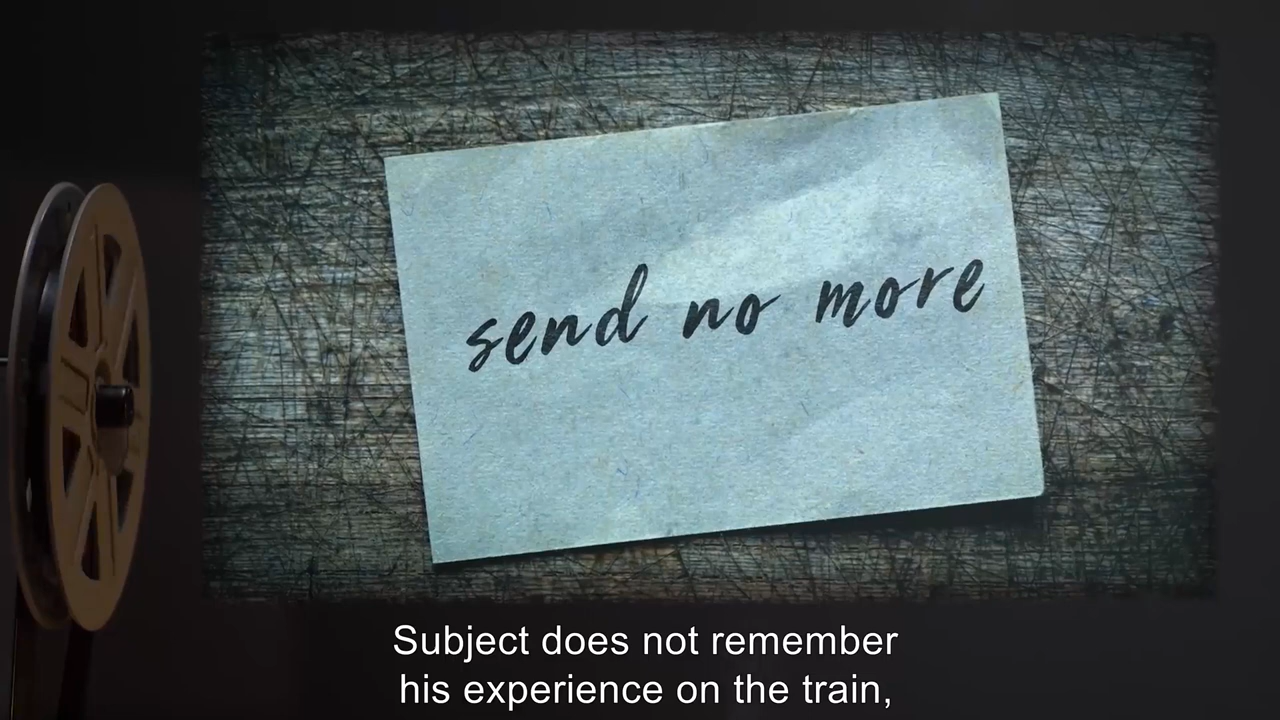 send no more
Subject does not remember
his experience on the train,